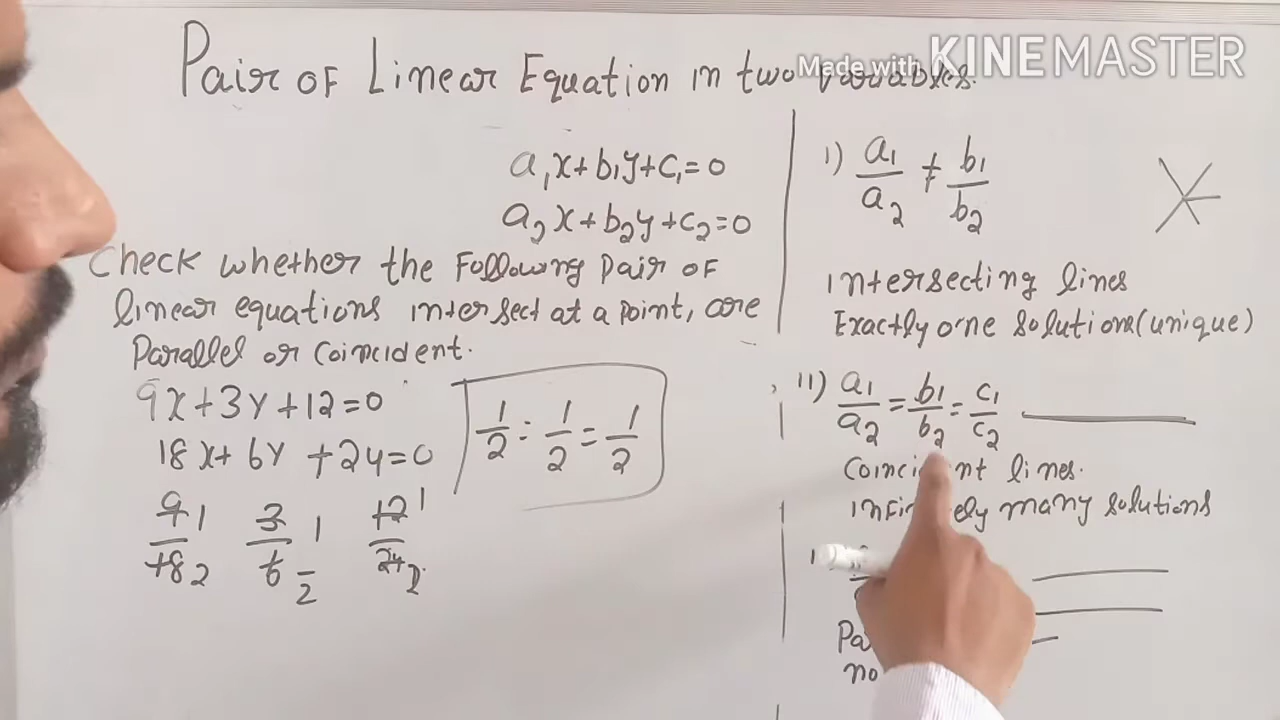 Pair of Linear Equation in two variables.
Made with KINEMASTER
a₁x+b₁y+c₁=0
a₂x+b₂y+c₂=0
Check whether the following pair of
linear equations intersect at a point, are
Parallel or Coincident.
9x+3y+12=0
18x+6y+24=0
9/18 1/2 3/6 1/2 12/24 1/2
1/2 = 1/2 = 1/2
i) a₁/a₂ ≠ b₁/b₂
intersecting lines
Exactly one solution(unique)
ii) a₁/a₂ = b₁/b₂ = c₁/c₂
lines.
many solutions
no